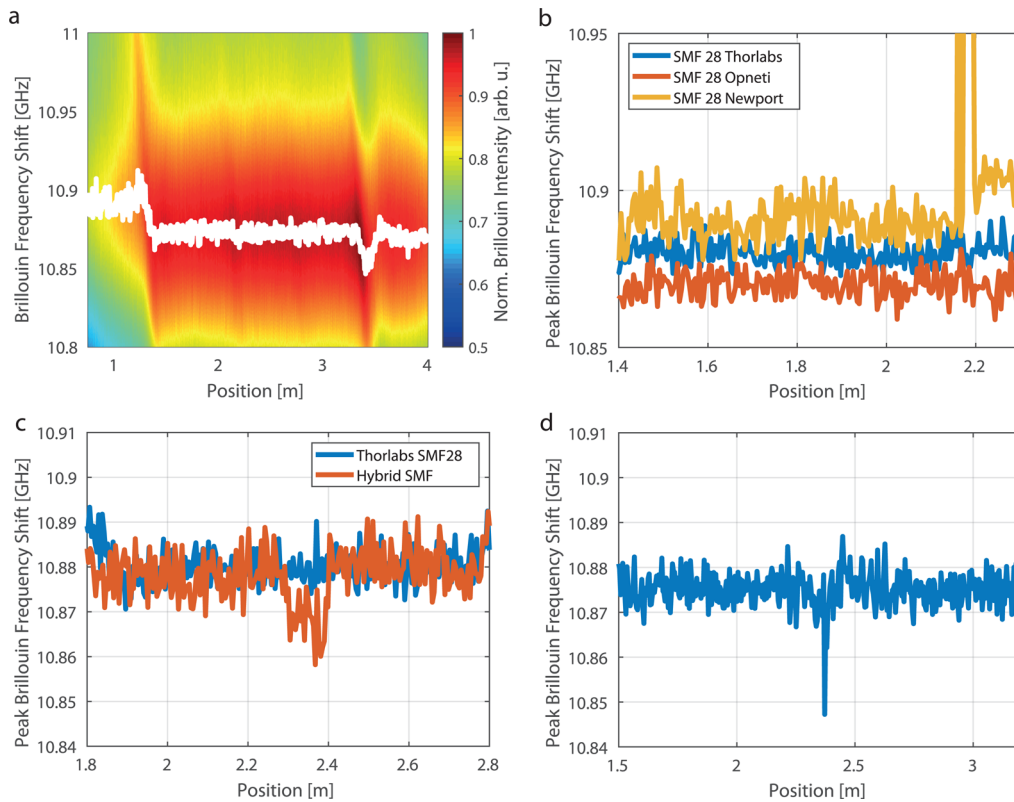 a
Brillouin Frequency Shift [GHz]
11
10.95
10.9
10.85
10.8
1
2
3
4
Position [m]
1
0.9
0.8
0.7
0.6
0.5
Norm. Brillouin Intensity [arb. u.]
b
Peak Brillouin Frequency Shift [GHz]
10.95
10.9
10.85
SMF 28 Thorlabs
SMF 28 Opneti
SMF 28 Newport
1.4
1.6
1.8
2
2.2
Position [m]
c
Peak Brillouin Frequency Shift [GHz]
10.91
10.9
10.89
10.88
10.87
10.86
10.85
10.84
Thorlabs SMF28
Hybrid SMF
1.8
2
2.2
2.4
2.6
2.8
Position [m]
d
Peak Brillouin Frequency Shift [GHz]
10.91
10.9
10.89
10.88
10.87
10.86
10.85
10.84
1.5
2
2.5
3
Position [m]